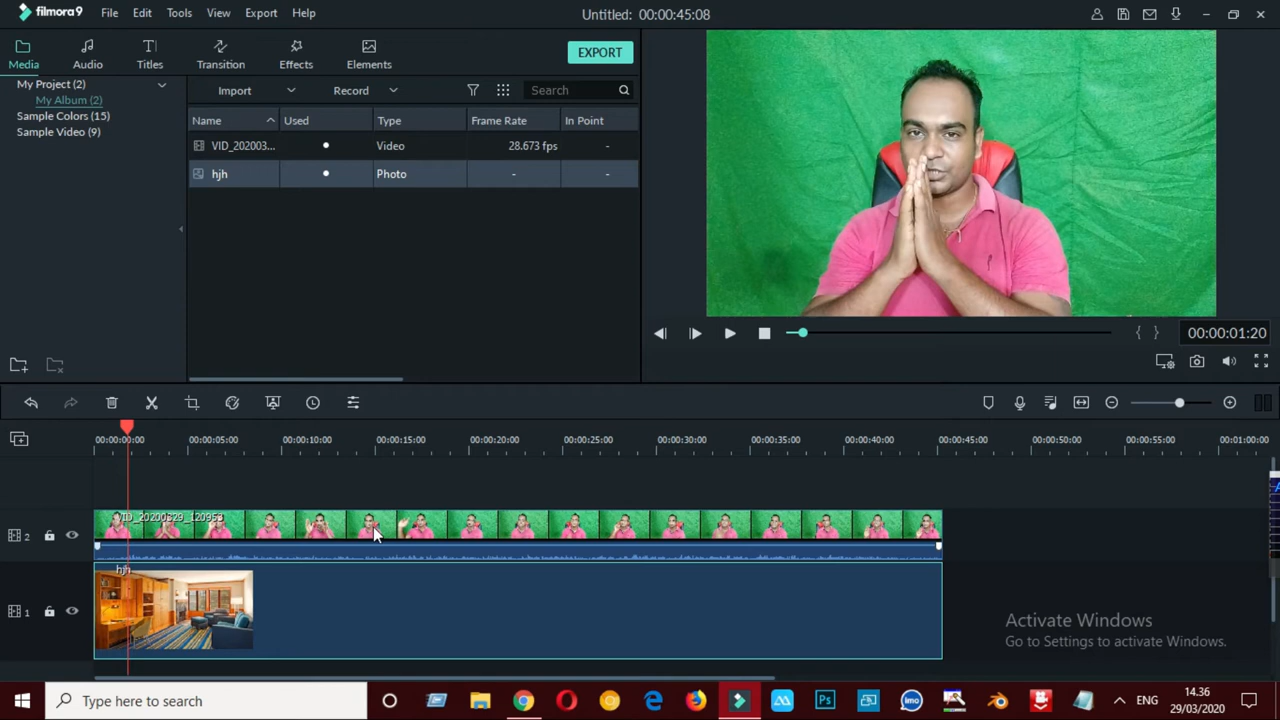 filmora9 File Edit Tools View Export Help Untitled: 00:00:45:08
Media Audio Titles Transition Effects Elements EXPORT
My Project (2)
My Album (2)
Sample Colors (15)
Sample Video (9)
Import Record Search
Name Used Type Frame Rate In Point
VID_202003... Video 28.673 fps -
hjh Photo - -
{ } 00:00:01:20
00:00:00:00 00:00:05:00 00:00:10:00 00:00:15:00 00:00:20:00 00:00:25:00 00:00:30:00 00:00:35:00 00:00:40:00 00:00:45:00 00:00:50:00 00:00:55:00 00:01:00:00
VID_20200329_120953
2
hjh
1
Activate Windows
Go to Settings to activate Windows.
Type here to search
Ps
imo
ENG
14.36
29/03/2020